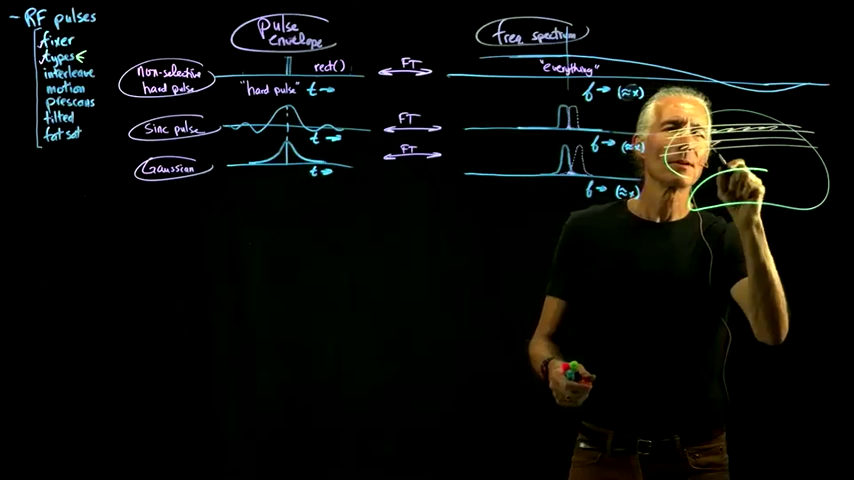 - RF pulses
fixer
types
interleave
motion
prescans
tilted
fat sat
pulse
envelope
freq spectrum
non-selective
hard pulse
rect()
"hard pulse" t →
FT
"everything"
f → (≈x)
Sinc pulse
t →
FT
f → (≈x)
Gaussian
t →
FT
f → (≈x)